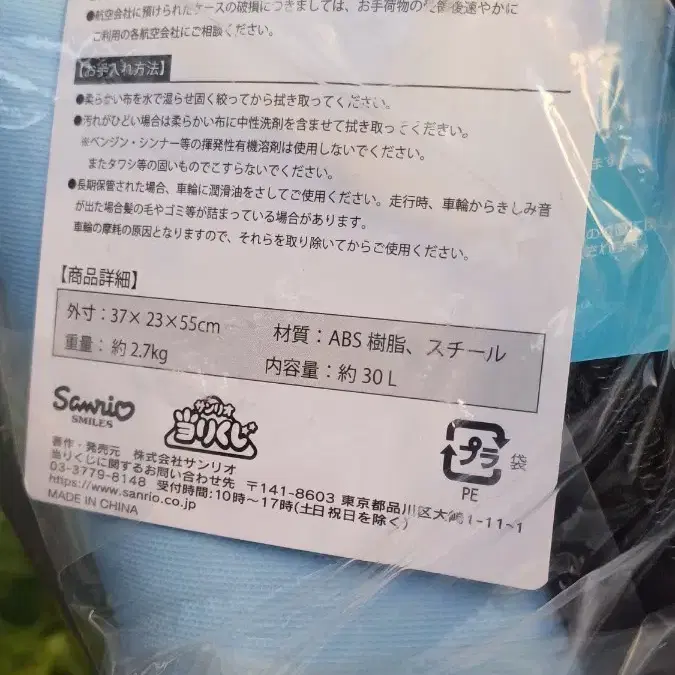 ●航空会社に預けられたケースの破損につきましては、お手荷物の
後速やかに
ご利用の各航空会社にご相談ください。
【お手入れ方法】
●柔らかい布を水で湿らせ固く絞ってから拭き取ってください。
●汚れがひどい場合は柔らかい布に中性洗剤を含ませて拭き取ってください。
※ベンジン・シンナー等の揮発性有機溶剤は使用しないでください。
またタワシ等の固いものでこすらないでください。
●長期保管された場合、車輪に潤滑油をさしてご使用ください。走行時、車輪からきしみ音
が出た場合髪の毛やゴミ等が詰まっている場合があります。
車輪の摩耗の原因となりますので、それらを取り除いてからご使用ください。
【商品詳細】
外寸：37×23×55cm 材質：ABS 樹脂、スチール
重量：約 2.7kg 内容量：約 30 L
Sanrio
SMILES
サンリオ
当りくじ
プラ
袋
PE
著作・発売元 株式会社サンリオ
当りくじに関するお問い合わせ先 〒141-8603 東京都品川区大崎1-11-1
03-3779-8148 受付時間:10時～17時(土日祝日を除く)
https://www.sanrio.co.jp
MADE IN CHINA